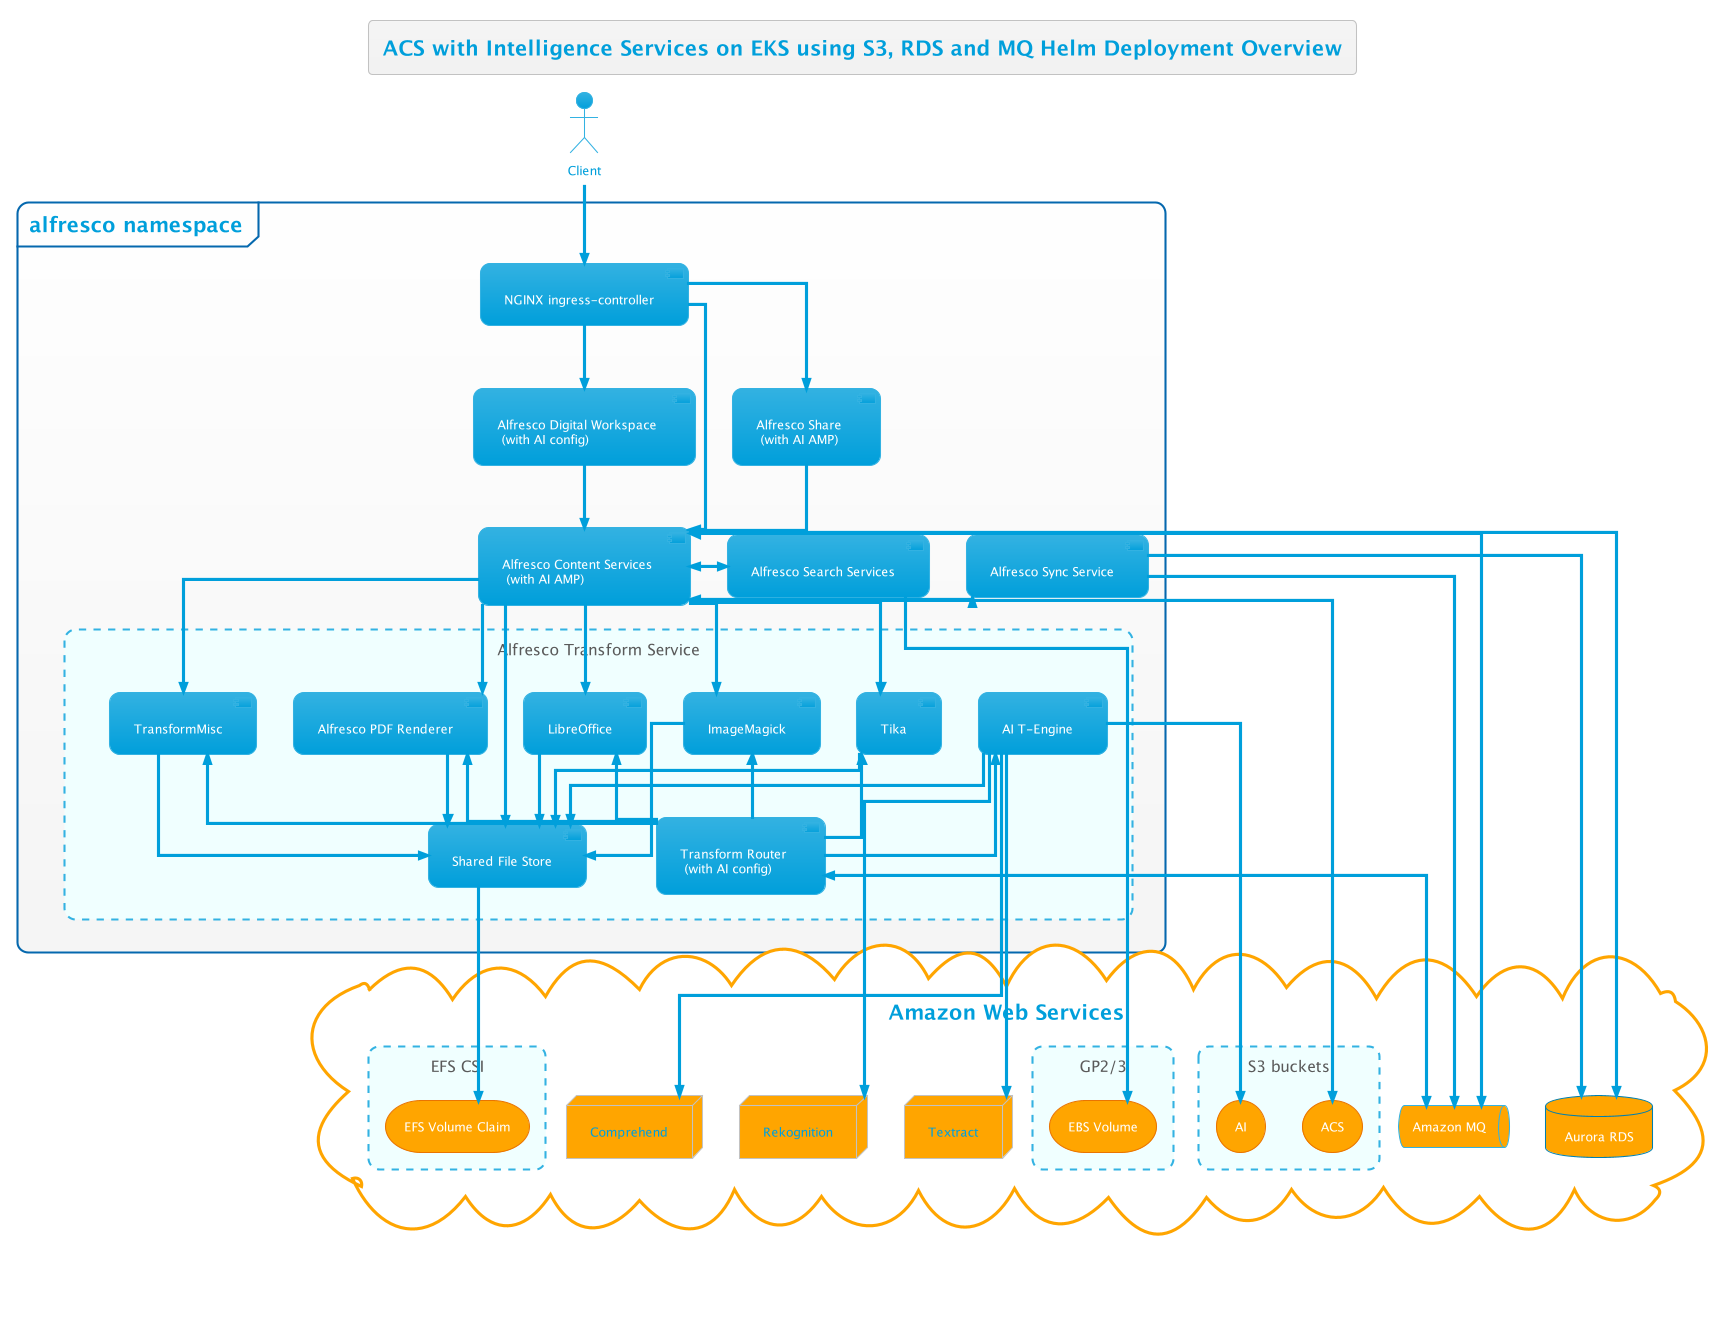 ACS with Intelligence Services on EKS using S3, RDS and MQ Helm Deployment Overview
Client
alfresco namespace
NGINX ingress-controller
Alfresco Digital Workspace
(with AI config)
Alfresco Share
(with AI AMP)
Alfresco Content Services
(with AI AMP)
Alfresco Search Services
Alfresco Sync Service
Alfresco Transform Service
TransformMisc
Alfresco PDF Renderer
LibreOffice
ImageMagick
Tika
AI T-Engine
Shared File Store
Transform Router
(with AI config)
Amazon Web Services
EFS CSI
GP2/3
S3 buckets
EFS Volume Claim
Comprehend
Rekognition
Textract
EBS Volume
AI
ACS
Amazon MQ
Aurora RDS